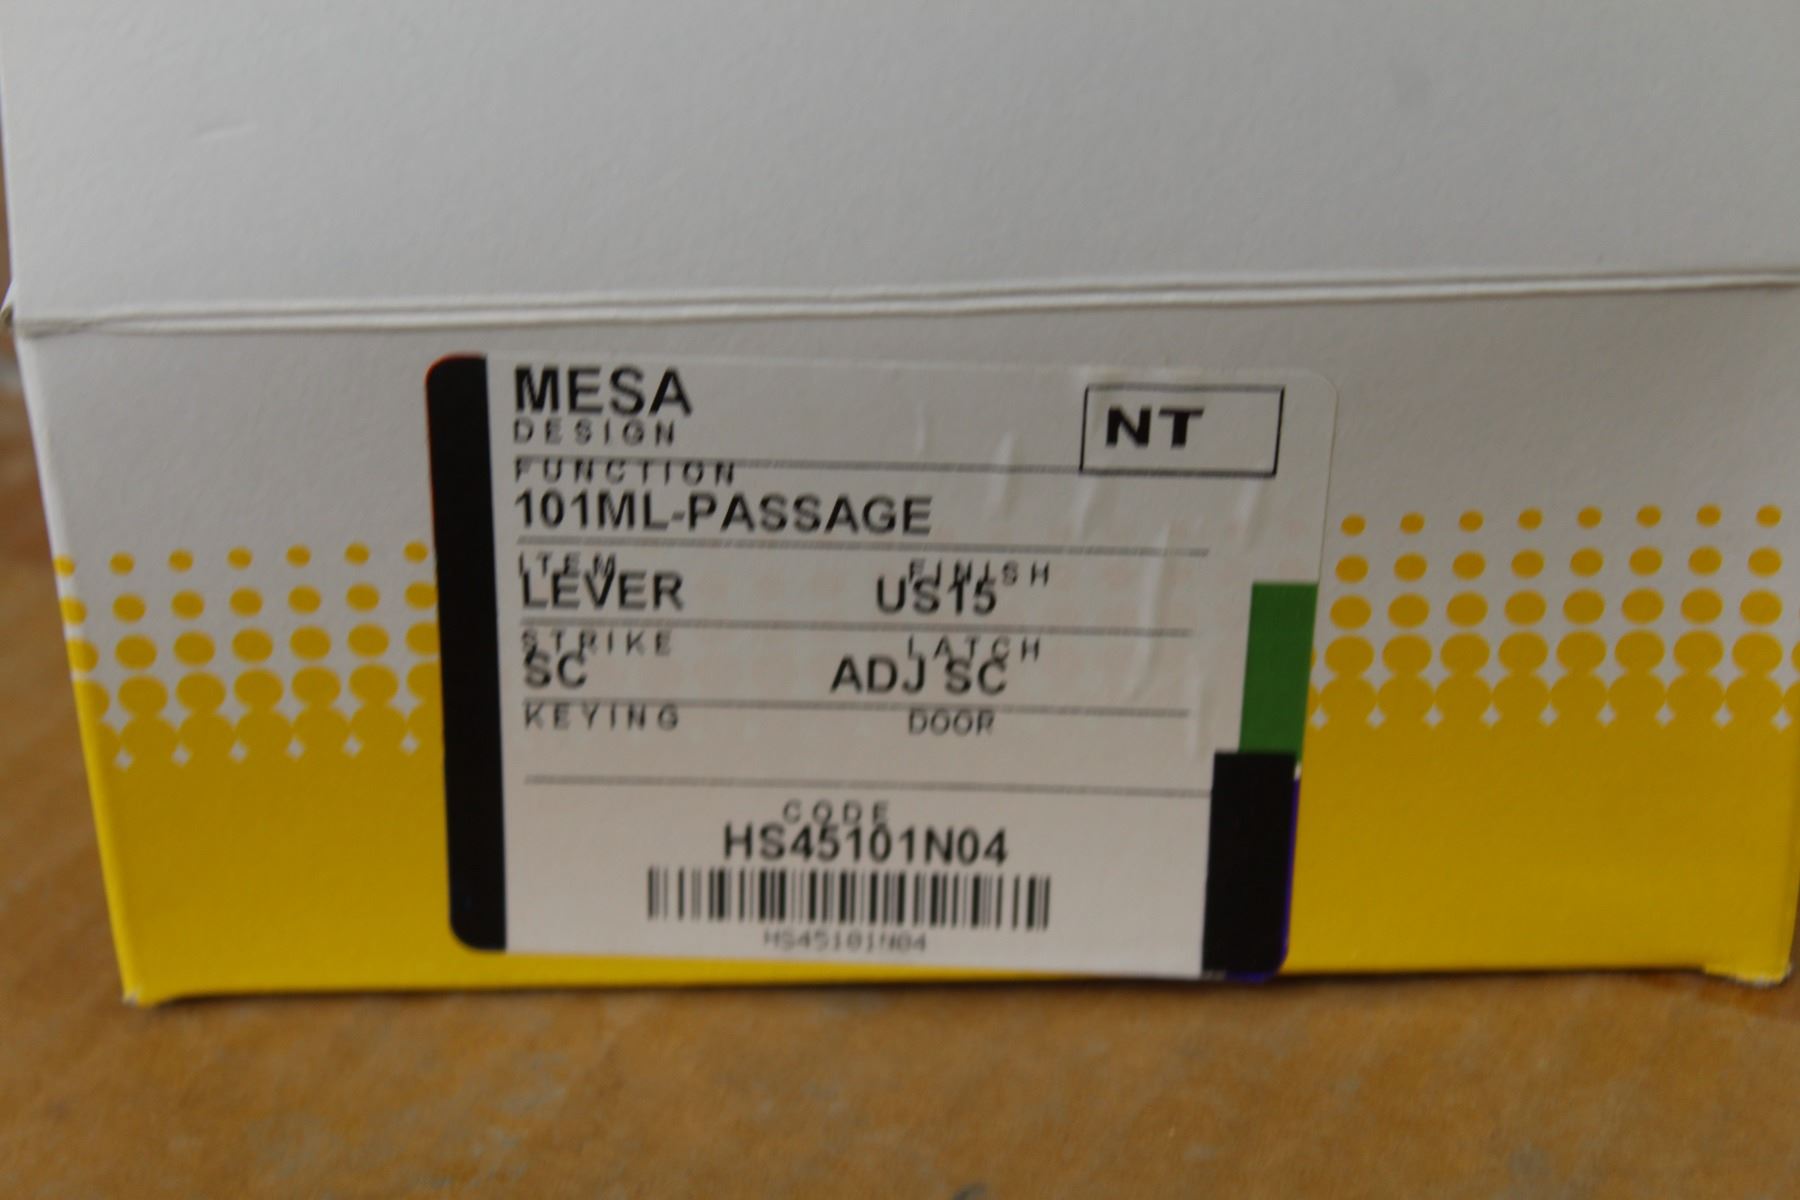 MESA
DESIGN
NT
FUNCTION
101ML-PASSAGE
ITEM FINISH
LEVER US15
STRIKE LATCH
SC ADJ SC
KEYING DOOR
CODE
HS45101N04
HS45101N04